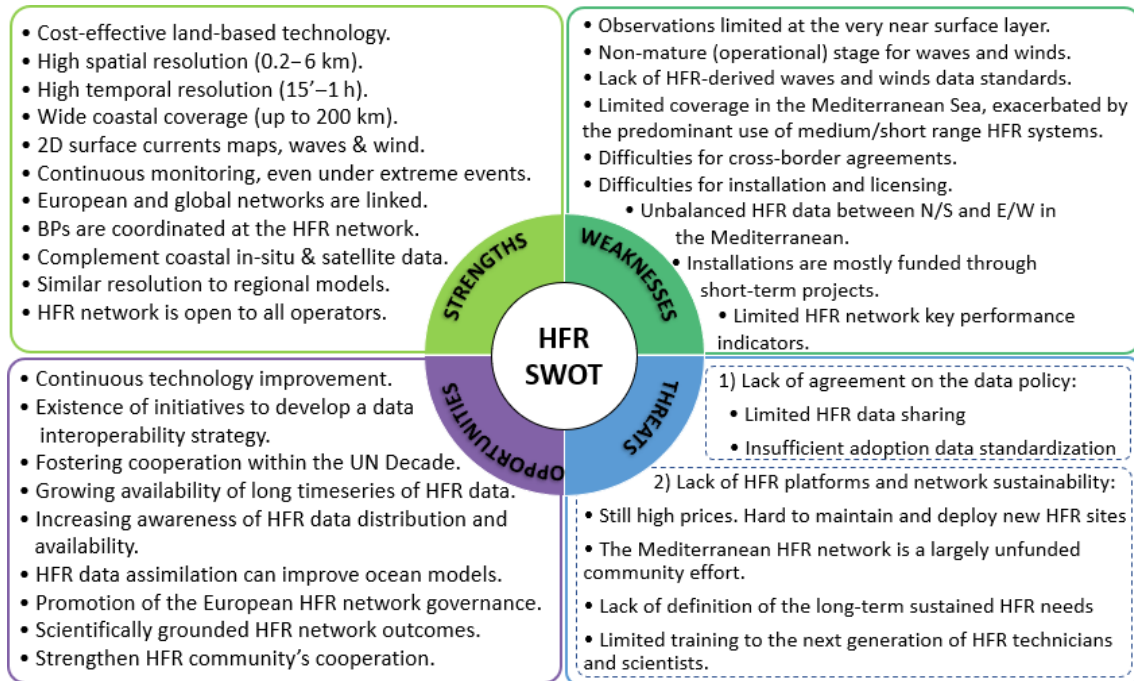 • Cost-effective land-based technology.
• High spatial resolution (0.2– 6 km).
• High temporal resolution (15’–1 h).
• Wide coastal coverage (up to 200 km).
• 2D surface currents maps, waves & wind.
• Continuous monitoring, even under extreme events.
• European and global networks are linked.
• BPs are coordinated at the HFR network.
• Complement coastal in-situ & satellite data.
• Similar resolution to regional models.
• HFR network is open to all operators.
• Observations limited at the very near surface layer.
• Non-mature (operational) stage for waves and winds.
• Lack of HFR-derived waves and winds data standards.
• Limited coverage in the Mediterranean Sea, exacerbated by
the predominant use of medium/short range HFR systems.
• Difficulties for cross-border agreements.
• Difficulties for installation and licensing.
• Unbalanced HFR data between N/S and E/W in
the Mediterranean.
• Installations are mostly funded through
short-term projects.
• Limited HFR network key performance
indicators.
STRENGTHS
WEAKNESSES
HFR
SWOT
OPPORTUNITIES
THREATS
• Continuous technology improvement.
• Existence of initiatives to develop a data
interoperability strategy.
• Fostering cooperation within the UN Decade.
• Growing availability of long timeseries of HFR data.
• Increasing awareness of HFR data distribution and
availability.
• HFR data assimilation can improve ocean models.
• Promotion of the European HFR network governance.
• Scientifically grounded HFR network outcomes.
• Strengthen HFR community’s cooperation.
1) Lack of agreement on the data policy:
• Limited HFR data sharing
• Insufficient adoption data standardization
2) Lack of HFR platforms and network sustainability:
• Still high prices. Hard to maintain and deploy new HFR sites
• The Mediterranean HFR network is a largely unfunded
community effort.
• Lack of definition of the long-term sustained HFR needs
• Limited training to the next generation of HFR technicians
and scientists.